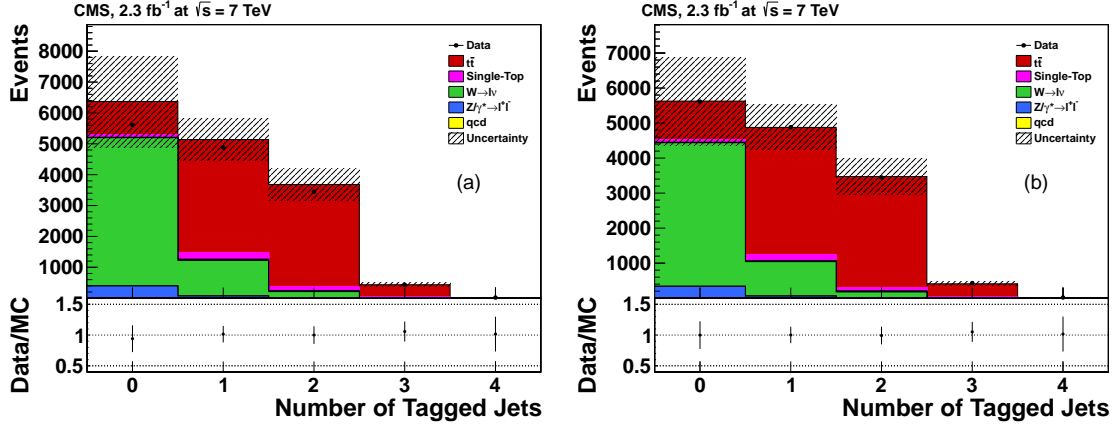 CMS, 2.3 fb⁻¹ at √s = 7 TeV
Events
8000
7000
6000
5000
4000
3000
2000
1000
Data
tt̄
Single-Top
W→lν
Z/γ*→l⁺l⁻
qcd
Uncertainty
(a)
Data/MC
1.5
1
0.5
0 1 2 3 4
Number of Tagged Jets
CMS, 2.3 fb⁻¹ at √s = 7 TeV
Events
7000
6000
5000
4000
3000
2000
1000
Data
tt̄
Single-Top
W→lν
Z/γ*→l⁺l⁻
qcd
Uncertainty
(b)
Data/MC
1.5
1
0.5
0 1 2 3 4
Number of Tagged Jets